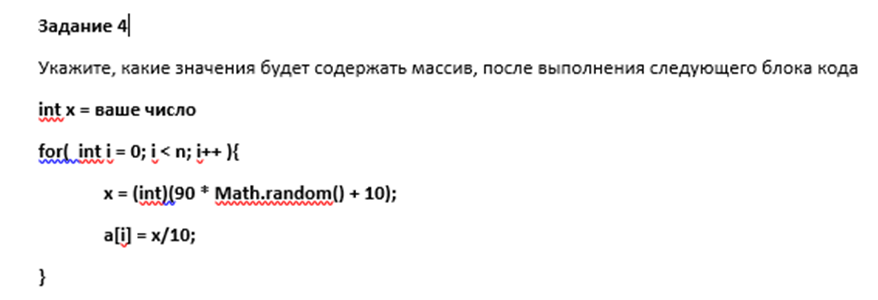 Задание 4
Укажите, какие значения будет содержать массив, после выполнения следующего блока кода
int x = ваше число
for( int i = 0; i < n; i++ ){
x = (int)(90 * Math.random() + 10);
a[i] = x/10;
}